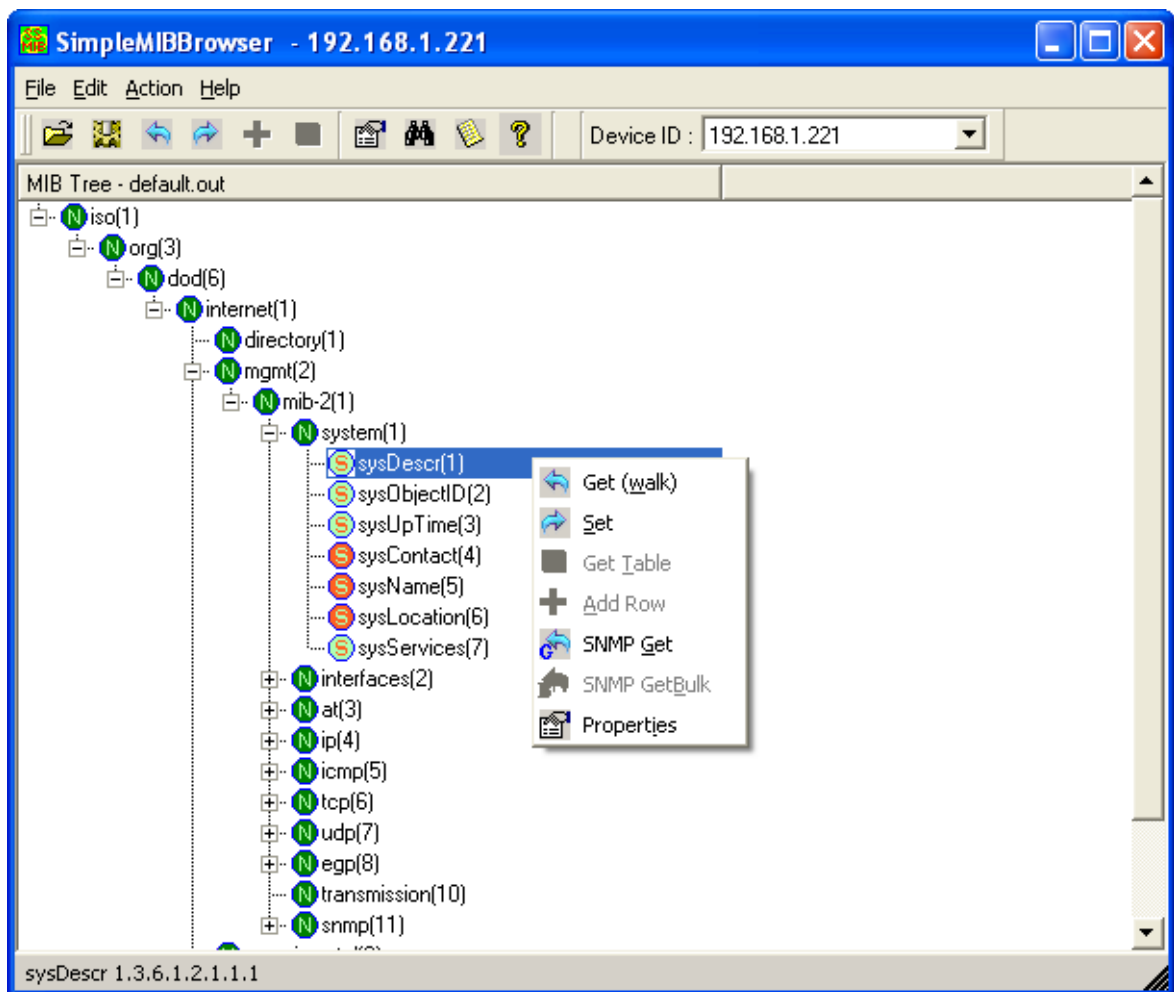 SimpleMIBBrowser - 192.168.1.221
File Edit Action Help
Device ID : 192.168.1.221
MIB Tree - default.out
N iso(1)
N org(3)
N dod(6)
N internet(1)
N directory(1)
N mgmt(2)
N mib-2(1)
N system(1)
S sysDescr(1)
S sysObjectID(2)
S sysUpTime(3)
S sysContact(4)
S sysName(5)
S sysLocation(6)
S sysServices(7)
N interfaces(2)
N at(3)
N ip(4)
N icmp(5)
N tcp(6)
N udp(7)
N egp(8)
N transmission(10)
N snmp(11)
Get (walk)
Set
Get Table
Add Row
SNMP Get
SNMP GetBulk
Properties
sysDescr 1.3.6.1.2.1.1.1